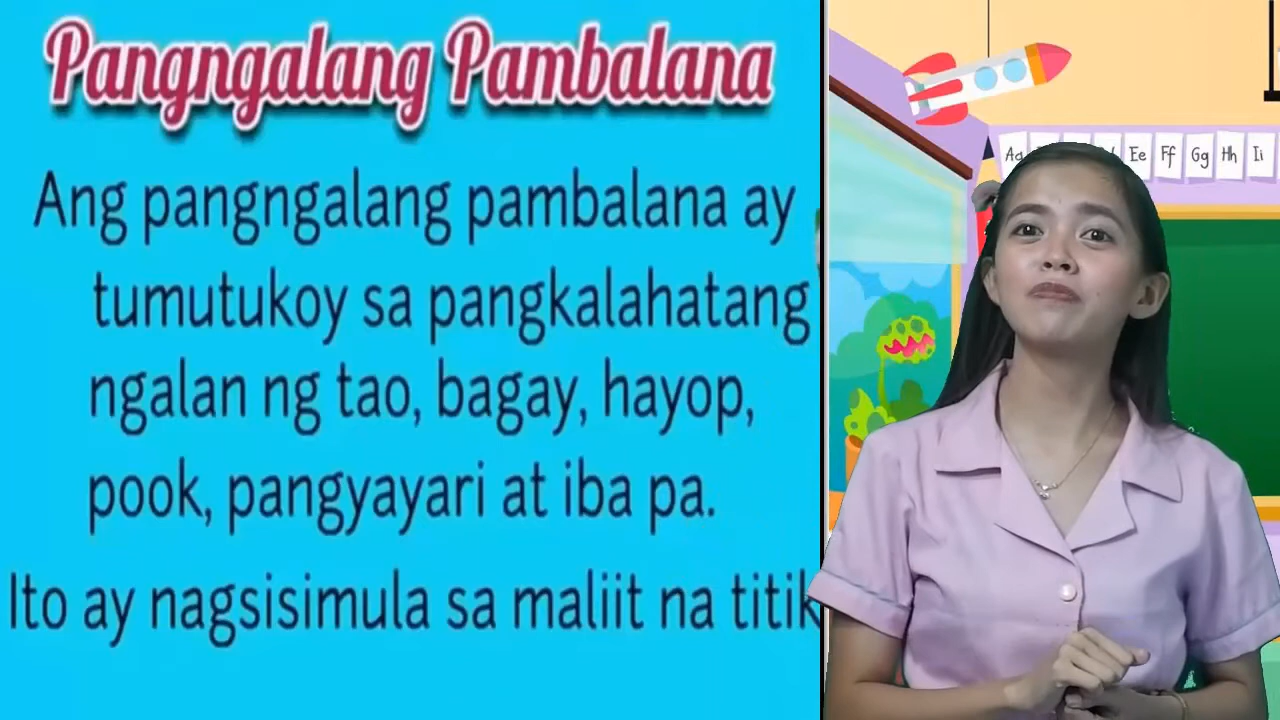 Pangngalang Pambalana
Ang pangngalang pambalana ay
tumutukoy sa pangkalahatang
ngalan ng tao, bagay, hayop,
pook, pangyayari at iba pa.
Ito ay nagsisimula sa maliit na titik
Aa Ee Ff Gg Hh Ii